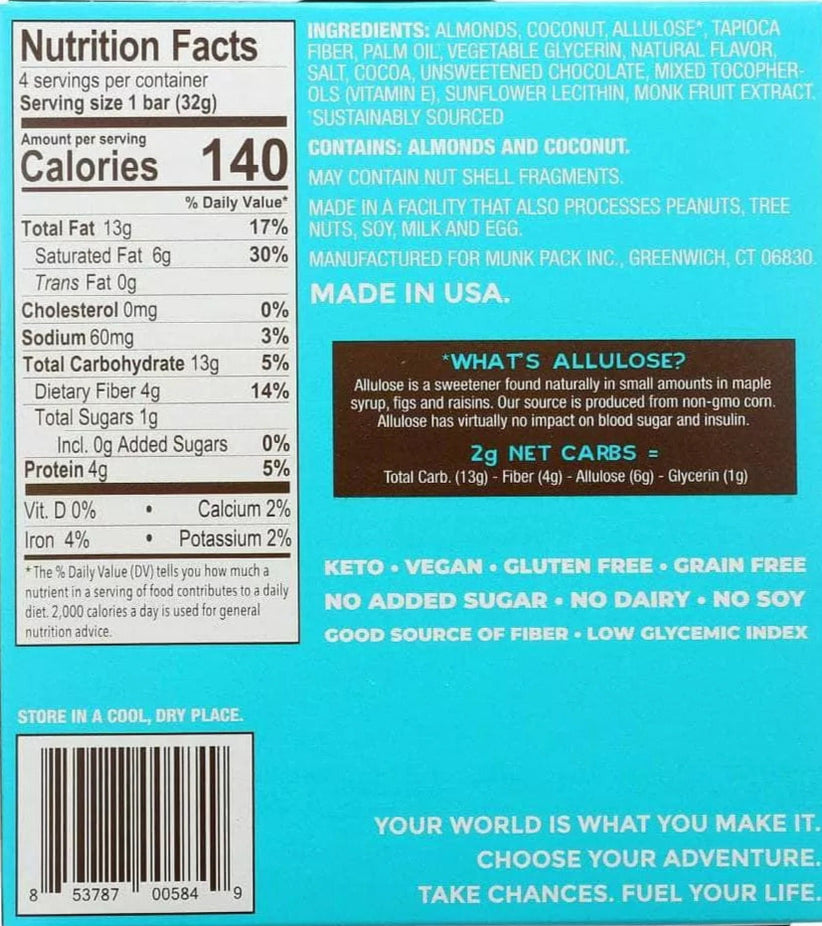 Nutrition Facts
4 servings per container
Serving size 1 bar (32g)
Amount per serving
Calories 140
% Daily Value*
Total Fat 13g 17%
Saturated Fat 6g 30%
Trans Fat 0g
Cholesterol 0mg 0%
Sodium 60mg 3%
Total Carbohydrate 13g 5%
Dietary Fiber 4g 14%
Total Sugars 1g
Incl. 0g Added Sugars 0%
Protein 4g 5%
Vit. D 0% • Calcium 2%
Iron 4% • Potassium 2%
*The % Daily Value (DV) tells you how much a
nutrient in a serving of food contributes to a daily
diet. 2,000 calories a day is used for general
nutrition advice.
INGREDIENTS: ALMONDS, COCONUT, ALLULOSE*, TAPIOCA
FIBER, PALM OIL*, VEGETABLE GLYCERIN, NATURAL FLAVOR,
SALT, COCOA, UNSWEETENED CHOCOLATE, MIXED TOCOPHER-
OLS (VITAMIN E), SUNFLOWER LECITHIN, MONK FRUIT EXTRACT.
*SUSTAINABLY SOURCED
CONTAINS: ALMONDS AND COCONUT.
MAY CONTAIN NUT SHELL FRAGMENTS.
MADE IN A FACILITY THAT ALSO PROCESSES PEANUTS, TREE
NUTS, SOY, MILK AND EGG.
MANUFACTURED FOR MUNK PACK INC., GREENWICH, CT 06830.
MADE IN USA.
*WHAT'S ALLULOSE?
Allulose is a sweetener found naturally in small amounts in maple
syrup, figs and raisins. Our source is produced from non-gmo corn.
Allulose has virtually no impact on blood sugar and insulin.
2g NET CARBS =
Total Carb. (13g) - Fiber (4g) - Allulose (6g) - Glycerin (1g)
KETO • VEGAN • GLUTEN FREE • GRAIN FREE
NO ADDED SUGAR • NO DAIRY • NO SOY
GOOD SOURCE OF FIBER • LOW GLYCEMIC INDEX
STORE IN A COOL, DRY PLACE.
8 53787 00584 9
YOUR WORLD IS WHAT YOU MAKE IT.
CHOOSE YOUR ADVENTURE.
TAKE CHANCES. FUEL YOUR LIFE.